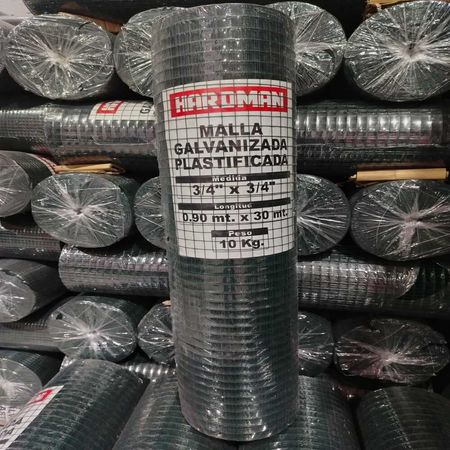 HARDMAN
MALLA
GALVANIZADA
PLASTIFICADA
Medida
3/4" x 3/4"
Longitud
0.90 mt. x 30 mt.
Peso
10 Kg.